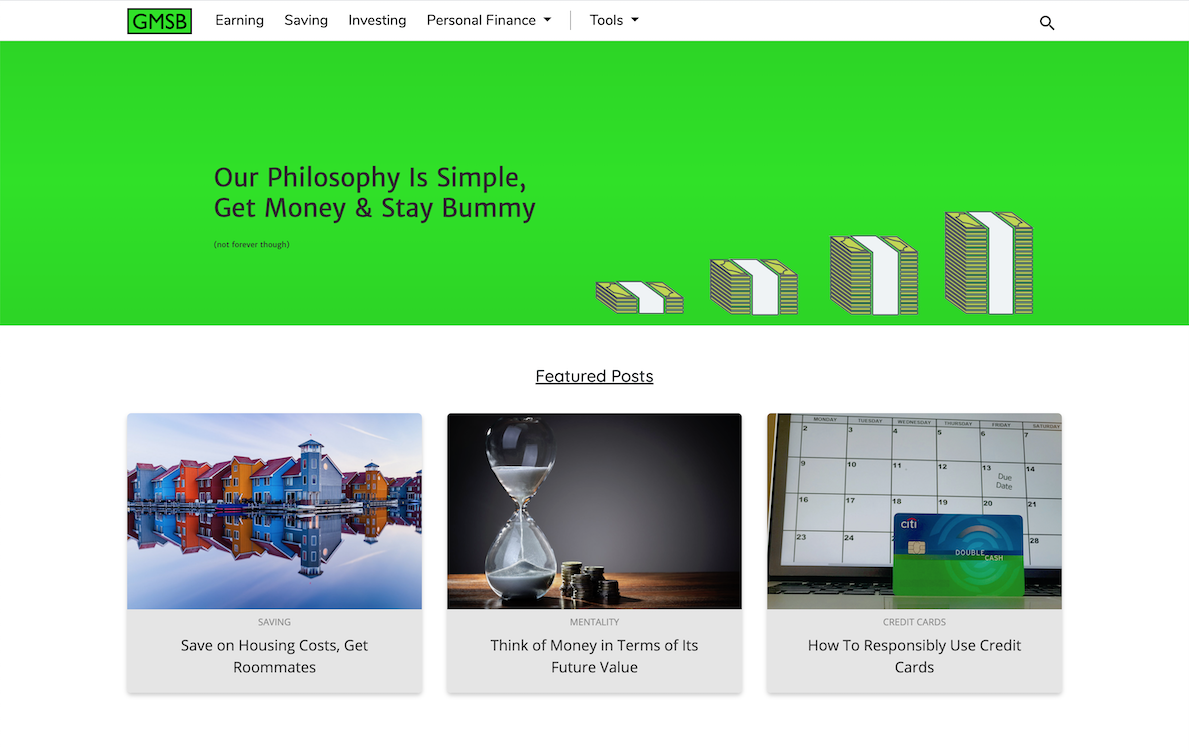 GMSB Earning Saving Investing Personal Finance Tools
Our Philosophy Is Simple,
Get Money & Stay Bummy
(not forever though)
Featured Posts
SAVING
Save on Housing Costs, Get
Roommates
MENTALITY
Think of Money in Terms of Its
Future Value
MONDAY TUESDAY WEDNESDAY THURSDAY FRIDAY SATURDAY
2 3 4 5 6 7
9 10 11 12 13 14
Due
Date
16 17 18 19 20 21
23 24 28
citi
DOUBLE
CASH
CREDIT CARDS
How To Responsibly Use Credit
Cards